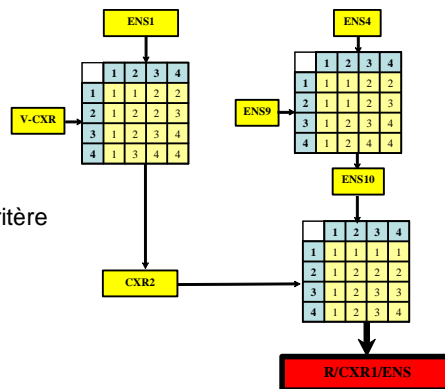 ENS1
ENS4
1 2 3 4
1 1 1 2 2
2 1 2 2 3
3 1 2 3 4
4 1 3 4 4
V-CXR
1 2 3 4
1 1 1 2 2
2 1 1 2 3
3 1 2 3 4
4 1 2 4 4
ENS9
ENS10
ritère
CXR2
1 2 3 4
1 1 1 1 1
2 1 2 2 2
3 1 2 3 3
4 1 2 3 4
R/CXR1/ENS